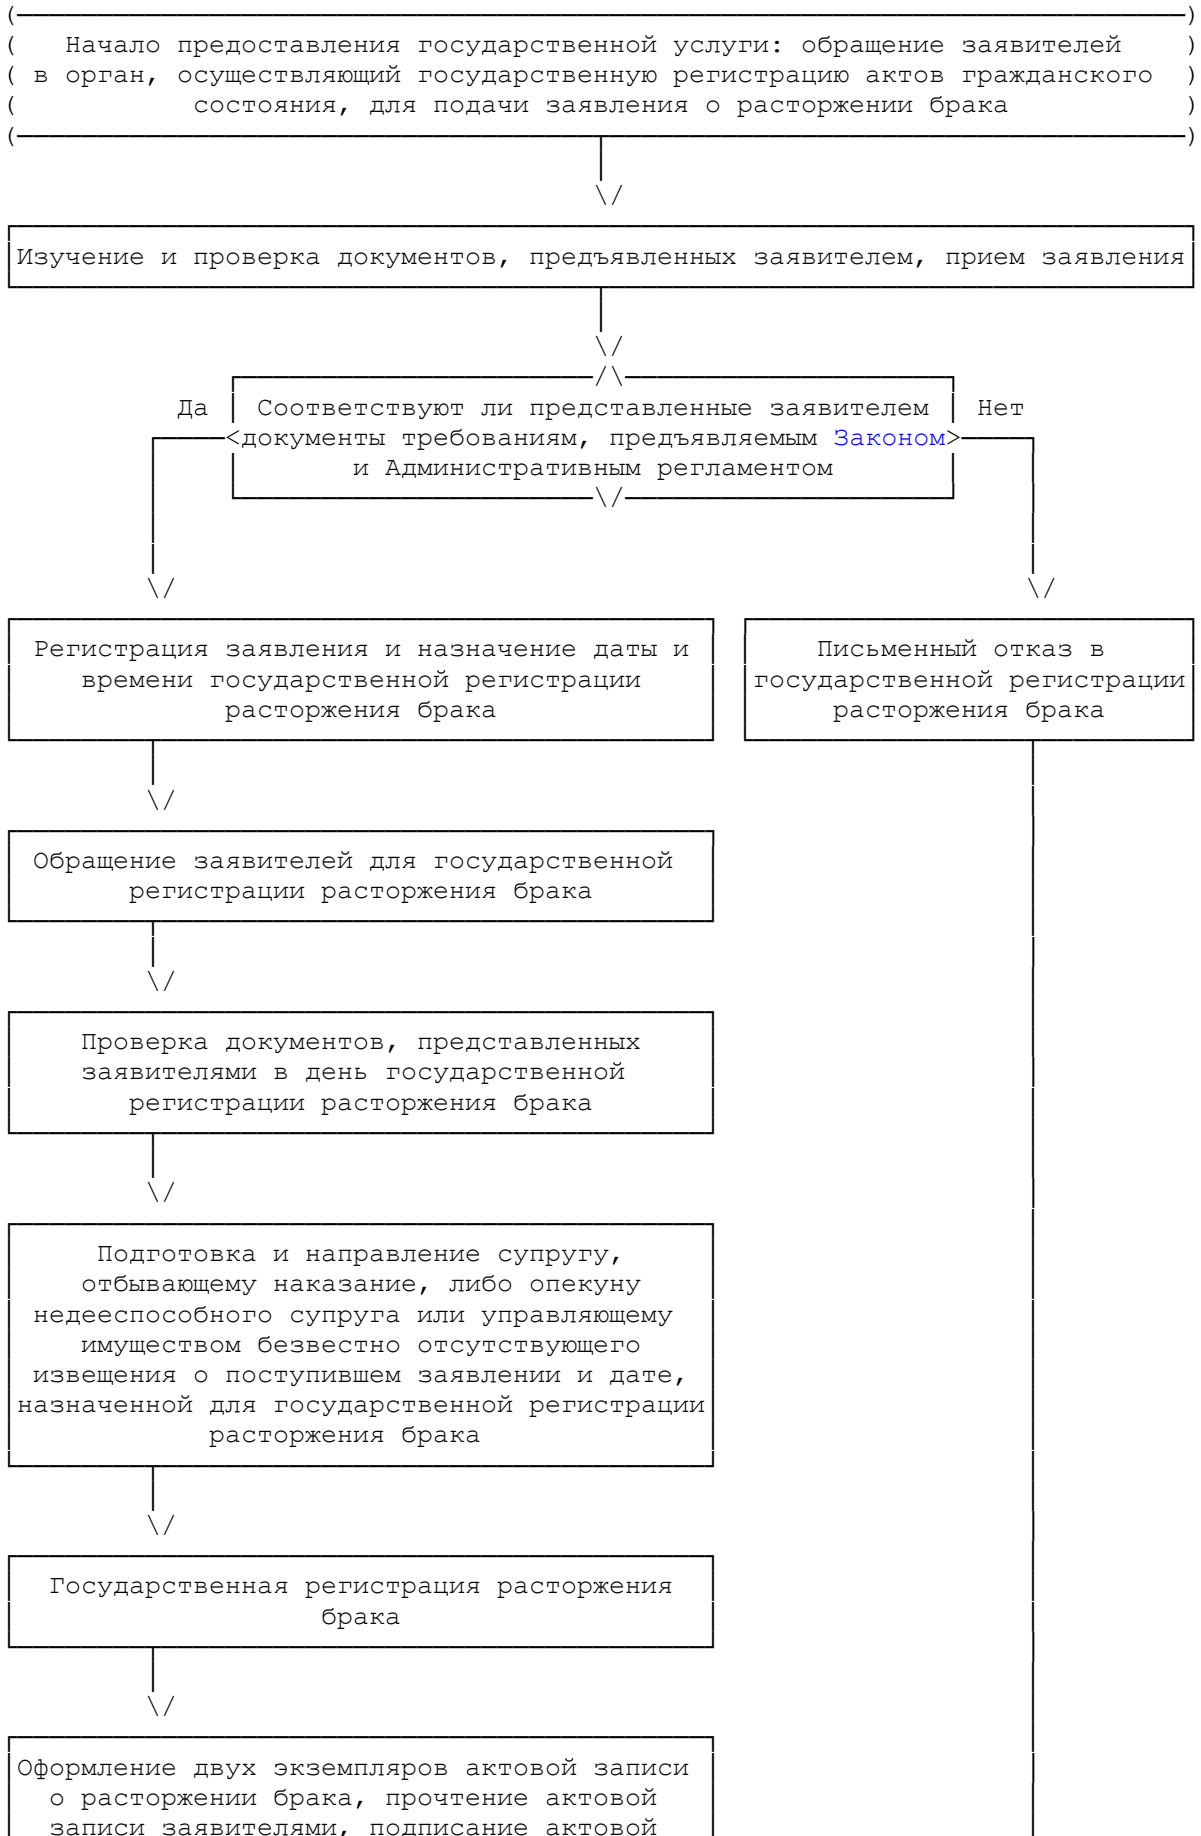 Начало предоставления государственной услуги: обращение заявителей
в орган, осуществляющий государственную регистрацию актов гражданского
состояния, для подачи заявления о расторжении брака
Изучение и проверка документов, предъявленных заявителем, прием заявления
Да
Соответствуют ли представленные заявителем
Нет
документы требованиям, предъявляемым Законом
и Административным регламентом
Регистрация заявления и назначение даты и
времени государственной регистрации
расторжения брака
Письменный отказ в
государственной регистрации
расторжения брака
Обращение заявителей для государственной
регистрации расторжения брака
Проверка документов, представленных
заявителями в день государственной
регистрации расторжения брака
Подготовка и направление супругу,
отбывающему наказание, либо опекуну
недееспособного супруга или управляющему
имуществом безвестно отсутствующего
извещения о поступившем заявлении и дате,
назначенной для государственной регистрации
расторжения брака
Государственная регистрация расторжения
брака
Оформление двух экземпляров актовой записи
о расторжении брака, прочтение актовой
записи заявителями, подписание актовой